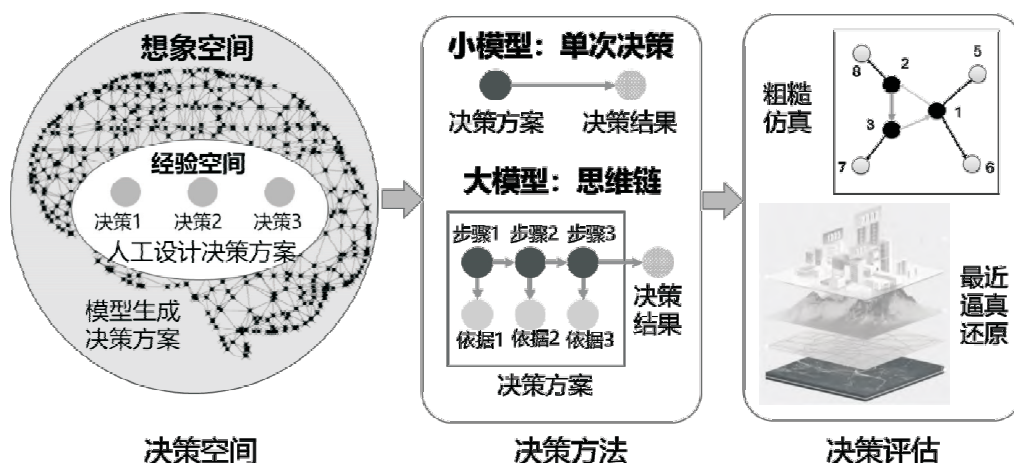 想象空间
经验空间
决策1 决策2 决策3
人工设计决策方案
模型生成
决策方案
决策空间
小模型：单次决策
决策方案 决策结果
大模型：思维链
步骤1 步骤2 步骤3
依据1 依据2 依据3
决策
结果
决策方案
决策方法
粗糙
仿真
8 2 5
3 1
7 6
最近
逼真
还原
决策评估